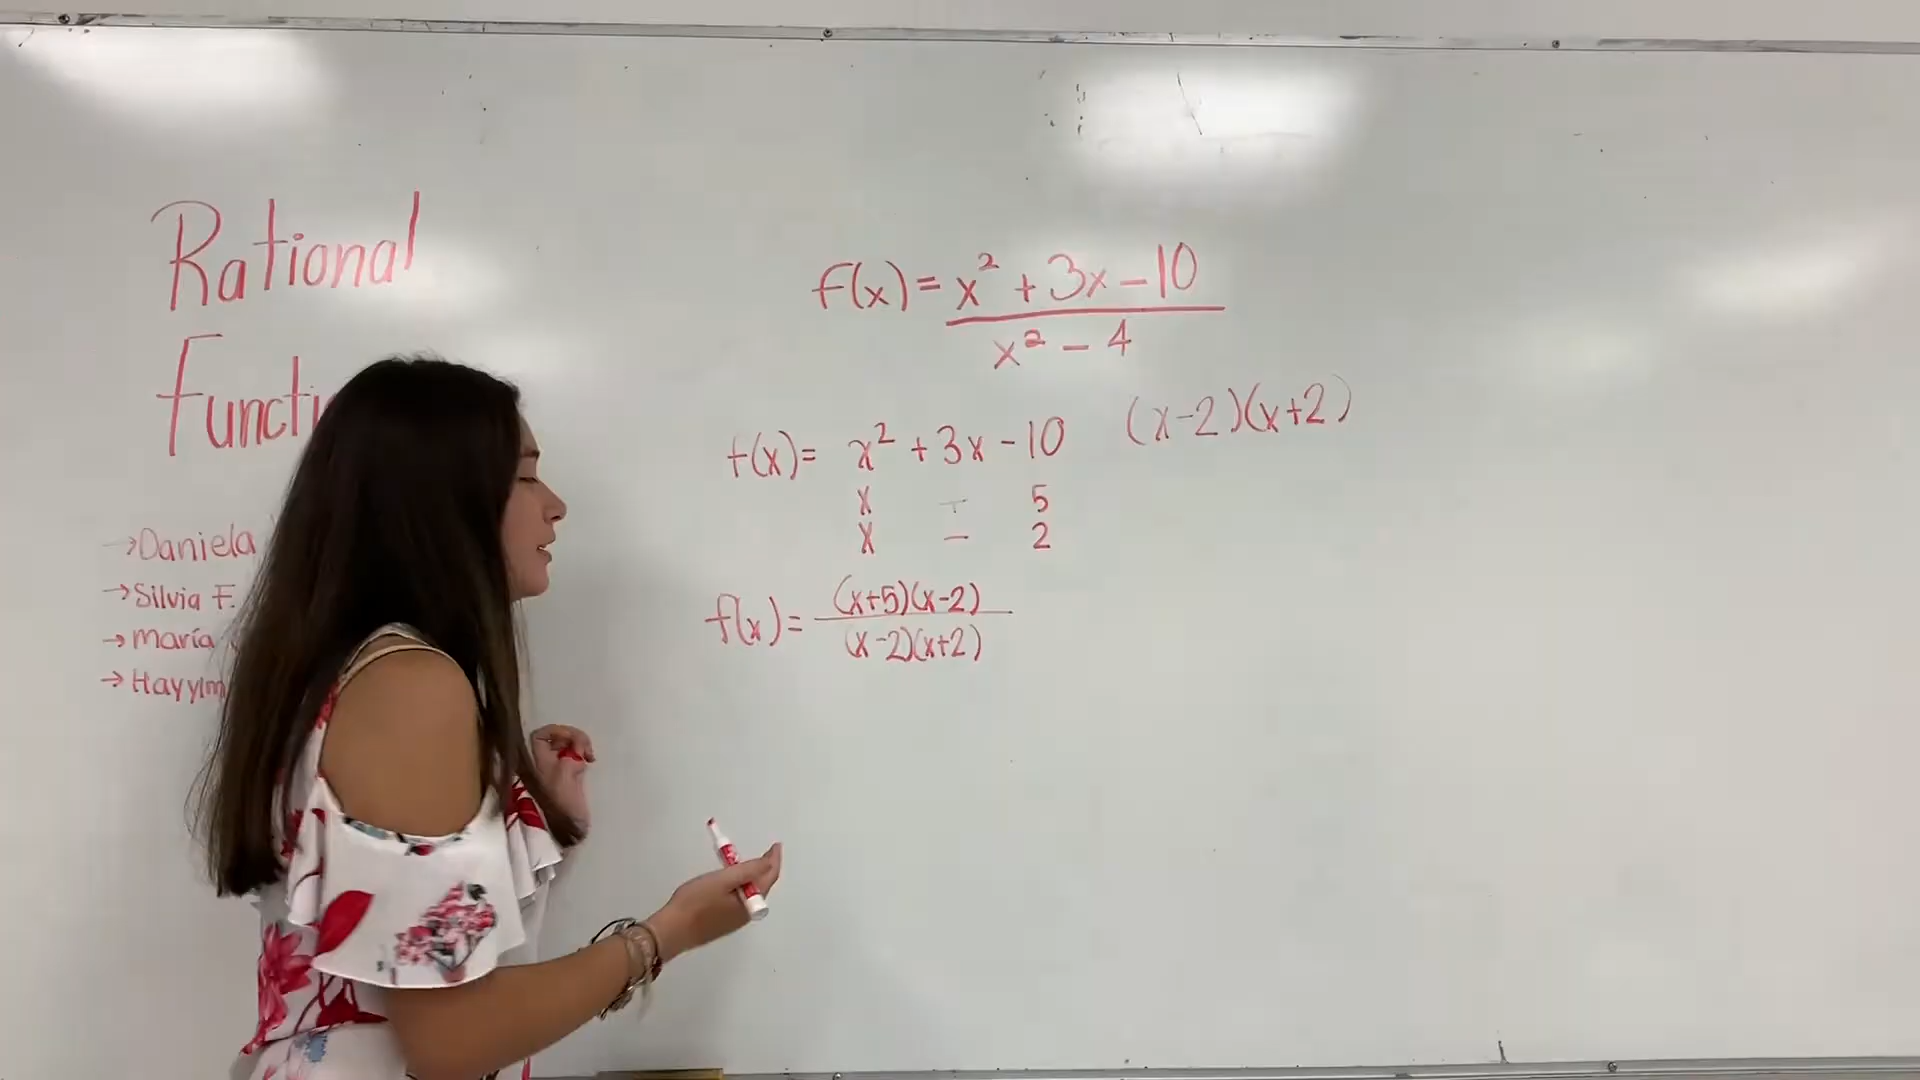 Rational
Functi
→Daniela
→Silvia F.
→maría
→Hayylm
f(x)= x² +3x-10
x² - 4
f(x)= x² +3x -10 (x-2)(x+2)
x + 5
x - 2
f(x)= (x+5)(x-2)
(x-2)(x+2)